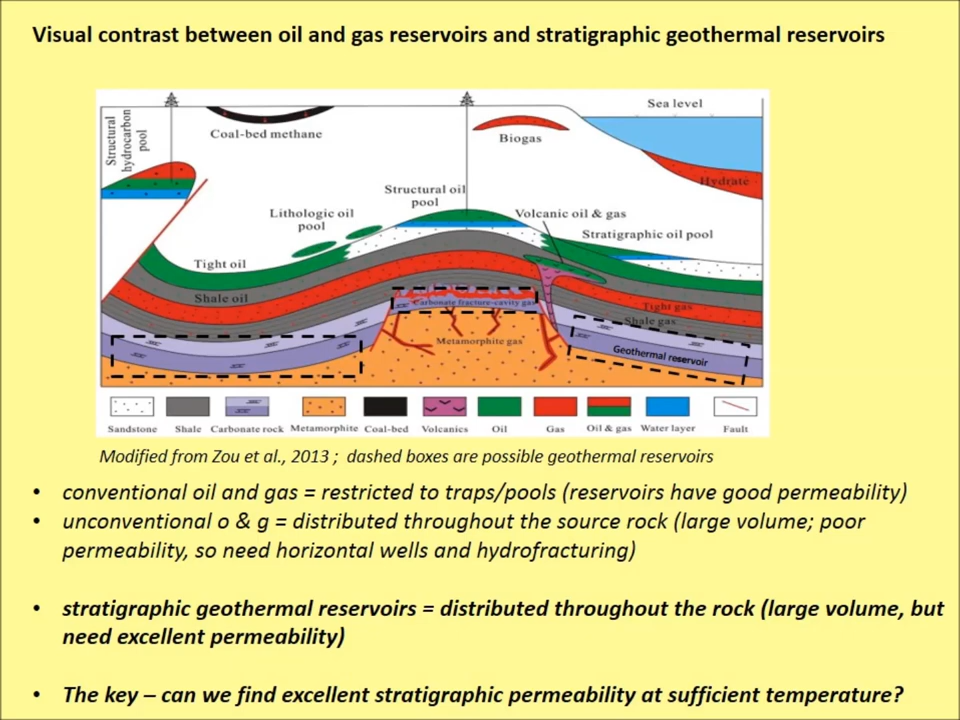 Visual contrast between oil and gas reservoirs and stratigraphic geothermal reservoirs
Structural
hydrocarbon
pool
Coal-bed methane
Biogas
Sea level
Hydrate
Structural oil
pool
Lithologic oil
pool
Volcanic oil & gas
Stratigraphic oil pool
Tight oil
Shale oil
Carbonate fracture-cavity gas
Metamorphite gas
Tight gas
Shale gas
Geothermal reservoir
Sandstone Shale Carbonate rock Metamorphite Coal-bed Volcanics Oil Gas Oil & gas Water layer Fault
Modified from Zou et al., 2013 ; dashed boxes are possible geothermal reservoirs
• conventional oil and gas = restricted to traps/pools (reservoirs have good permeability)
• unconventional o & g = distributed throughout the source rock (large volume; poor
permeability, so need horizontal wells and hydrofracturing)
• stratigraphic geothermal reservoirs = distributed throughout the rock (large volume, but
need excellent permeability)
• The key – can we find excellent stratigraphic permeability at sufficient temperature?